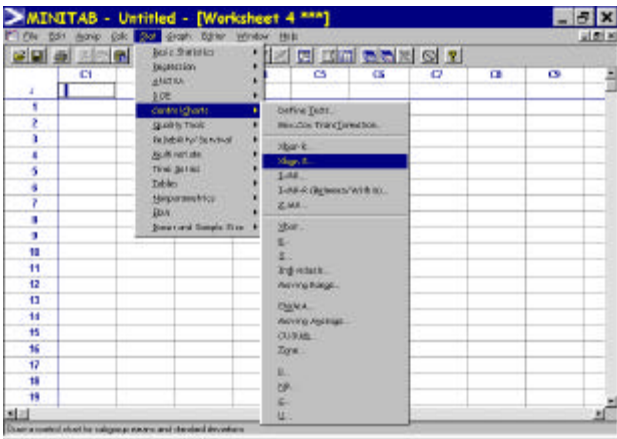 MINITAB - Untitled - [Worksheet 4 ***]
File Edit Manip Calc Stat Graph Editor Window Help
C1 C5 C6 C7 C8 C9
Basic Statistics
Regression
ANOVA
DOE
Control Charts
Quality Tools
Reliability/Survival
Multivariate
Time Series
Tables
Nonparametrics
EDA
Power and Sample Size
Define Tests...
Box-Cox Transformation...
Xbar-R...
Xbar-S...
I-MR...
I-MR-R (Between/Within)...
Z-MR...
Xbar...
R...
S...
Individuals...
Moving Range...
EWMA...
Moving Average...
CUSUM...
Zone...
P...
NP...
C...
U...
1
2
3
4
5
6
7
8
9
10
11
12
13
14
15
16
17
18
19
Draw a control chart for subgroup means and standard deviations